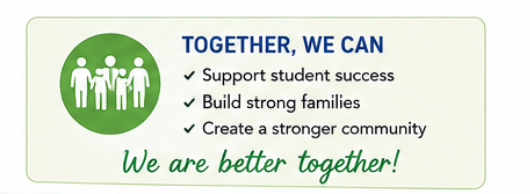 TOGETHER, WE CAN
✓ Support student success
✓ Build strong families
✓ Create a stronger community
We are better together!